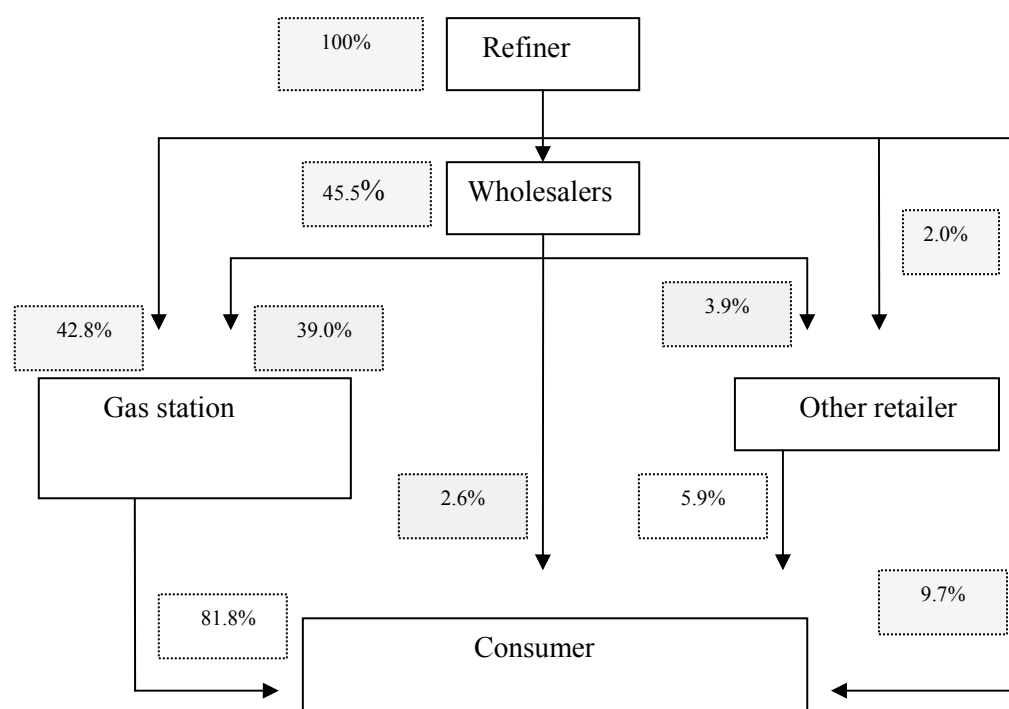 100%
Refiner
45.5%
Wholesalers
2.0%
42.8%
39.0%
3.9%
Gas station
Other retailer
2.6%
5.9%
81.8%
9.7%
Consumer